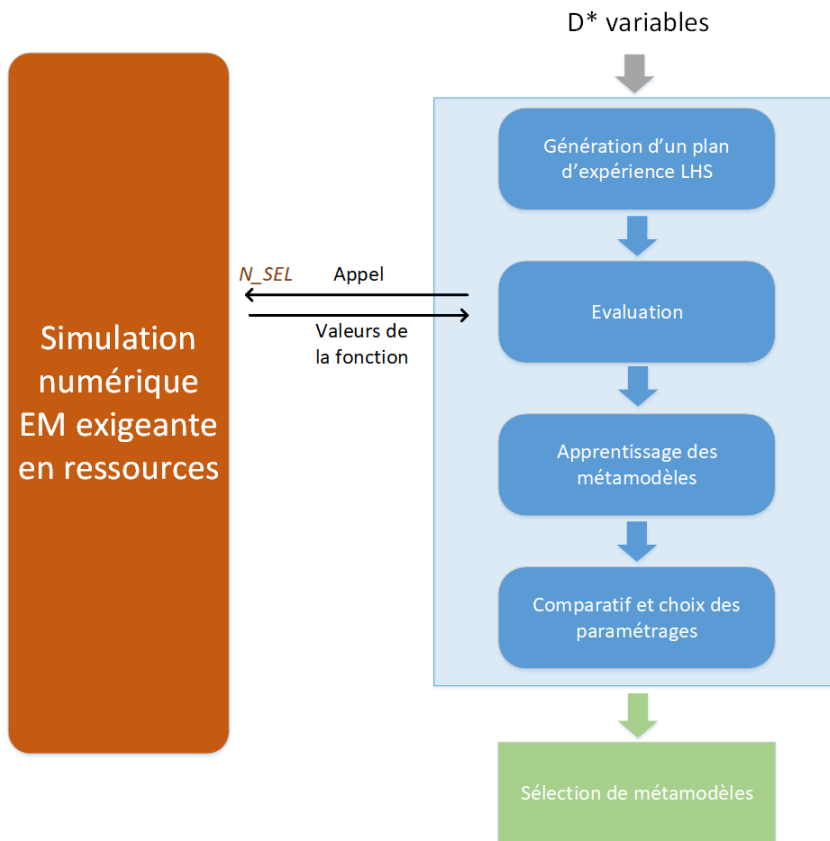 D* variables
Génération d’un plan
d’expérience LHS
N_SEL Appel
Evaluation
Valeurs de
la fonction
Simulation
numérique
EM exigeante
en ressources
Apprentissage des
métamodèles
Comparatif et choix des
paramétrages
Sélection de métamodèles